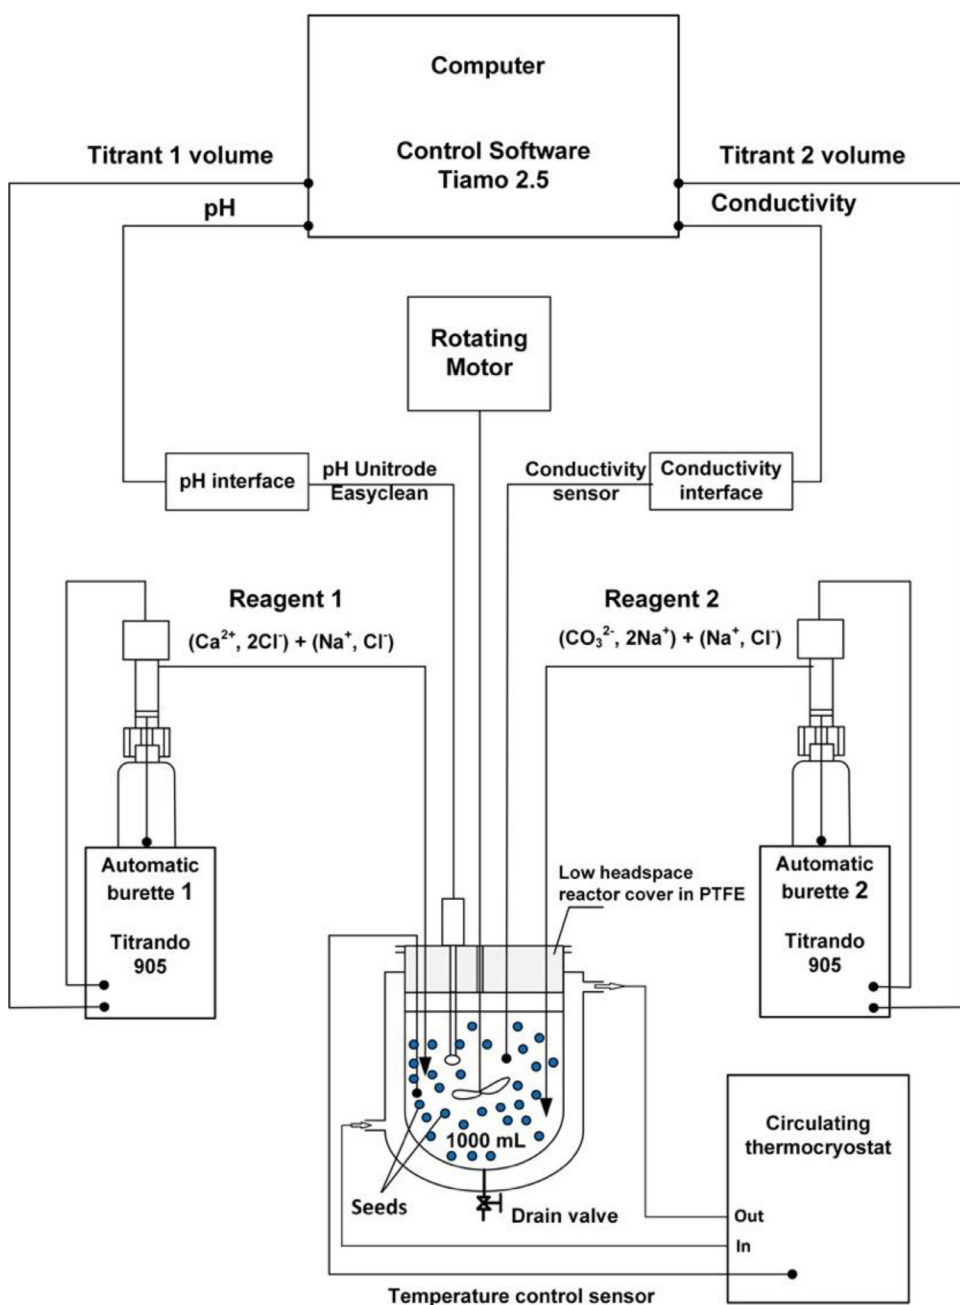 Computer
Control Software
Tiamo 2.5
Titrant 1 volume
Titrant 2 volume
pH
Conductivity
Rotating
Motor
pH interface
pH Unitrode
Easyclean
Conductivity
sensor
Conductivity
interface
Reagent 1
(Ca²⁺, 2Cl⁻) + (Na⁺, Cl⁻)
Reagent 2
(CO₃²⁻, 2Na⁺) + (Na⁺, Cl⁻)
Automatic
burette 1
Titrando
905
Low headspace
reactor cover in PTFE
Automatic
burette 2
Titrando
905
1000 mL
Seeds
Drain valve
Circulating
thermocryostat
Out
In
Temperature control sensor